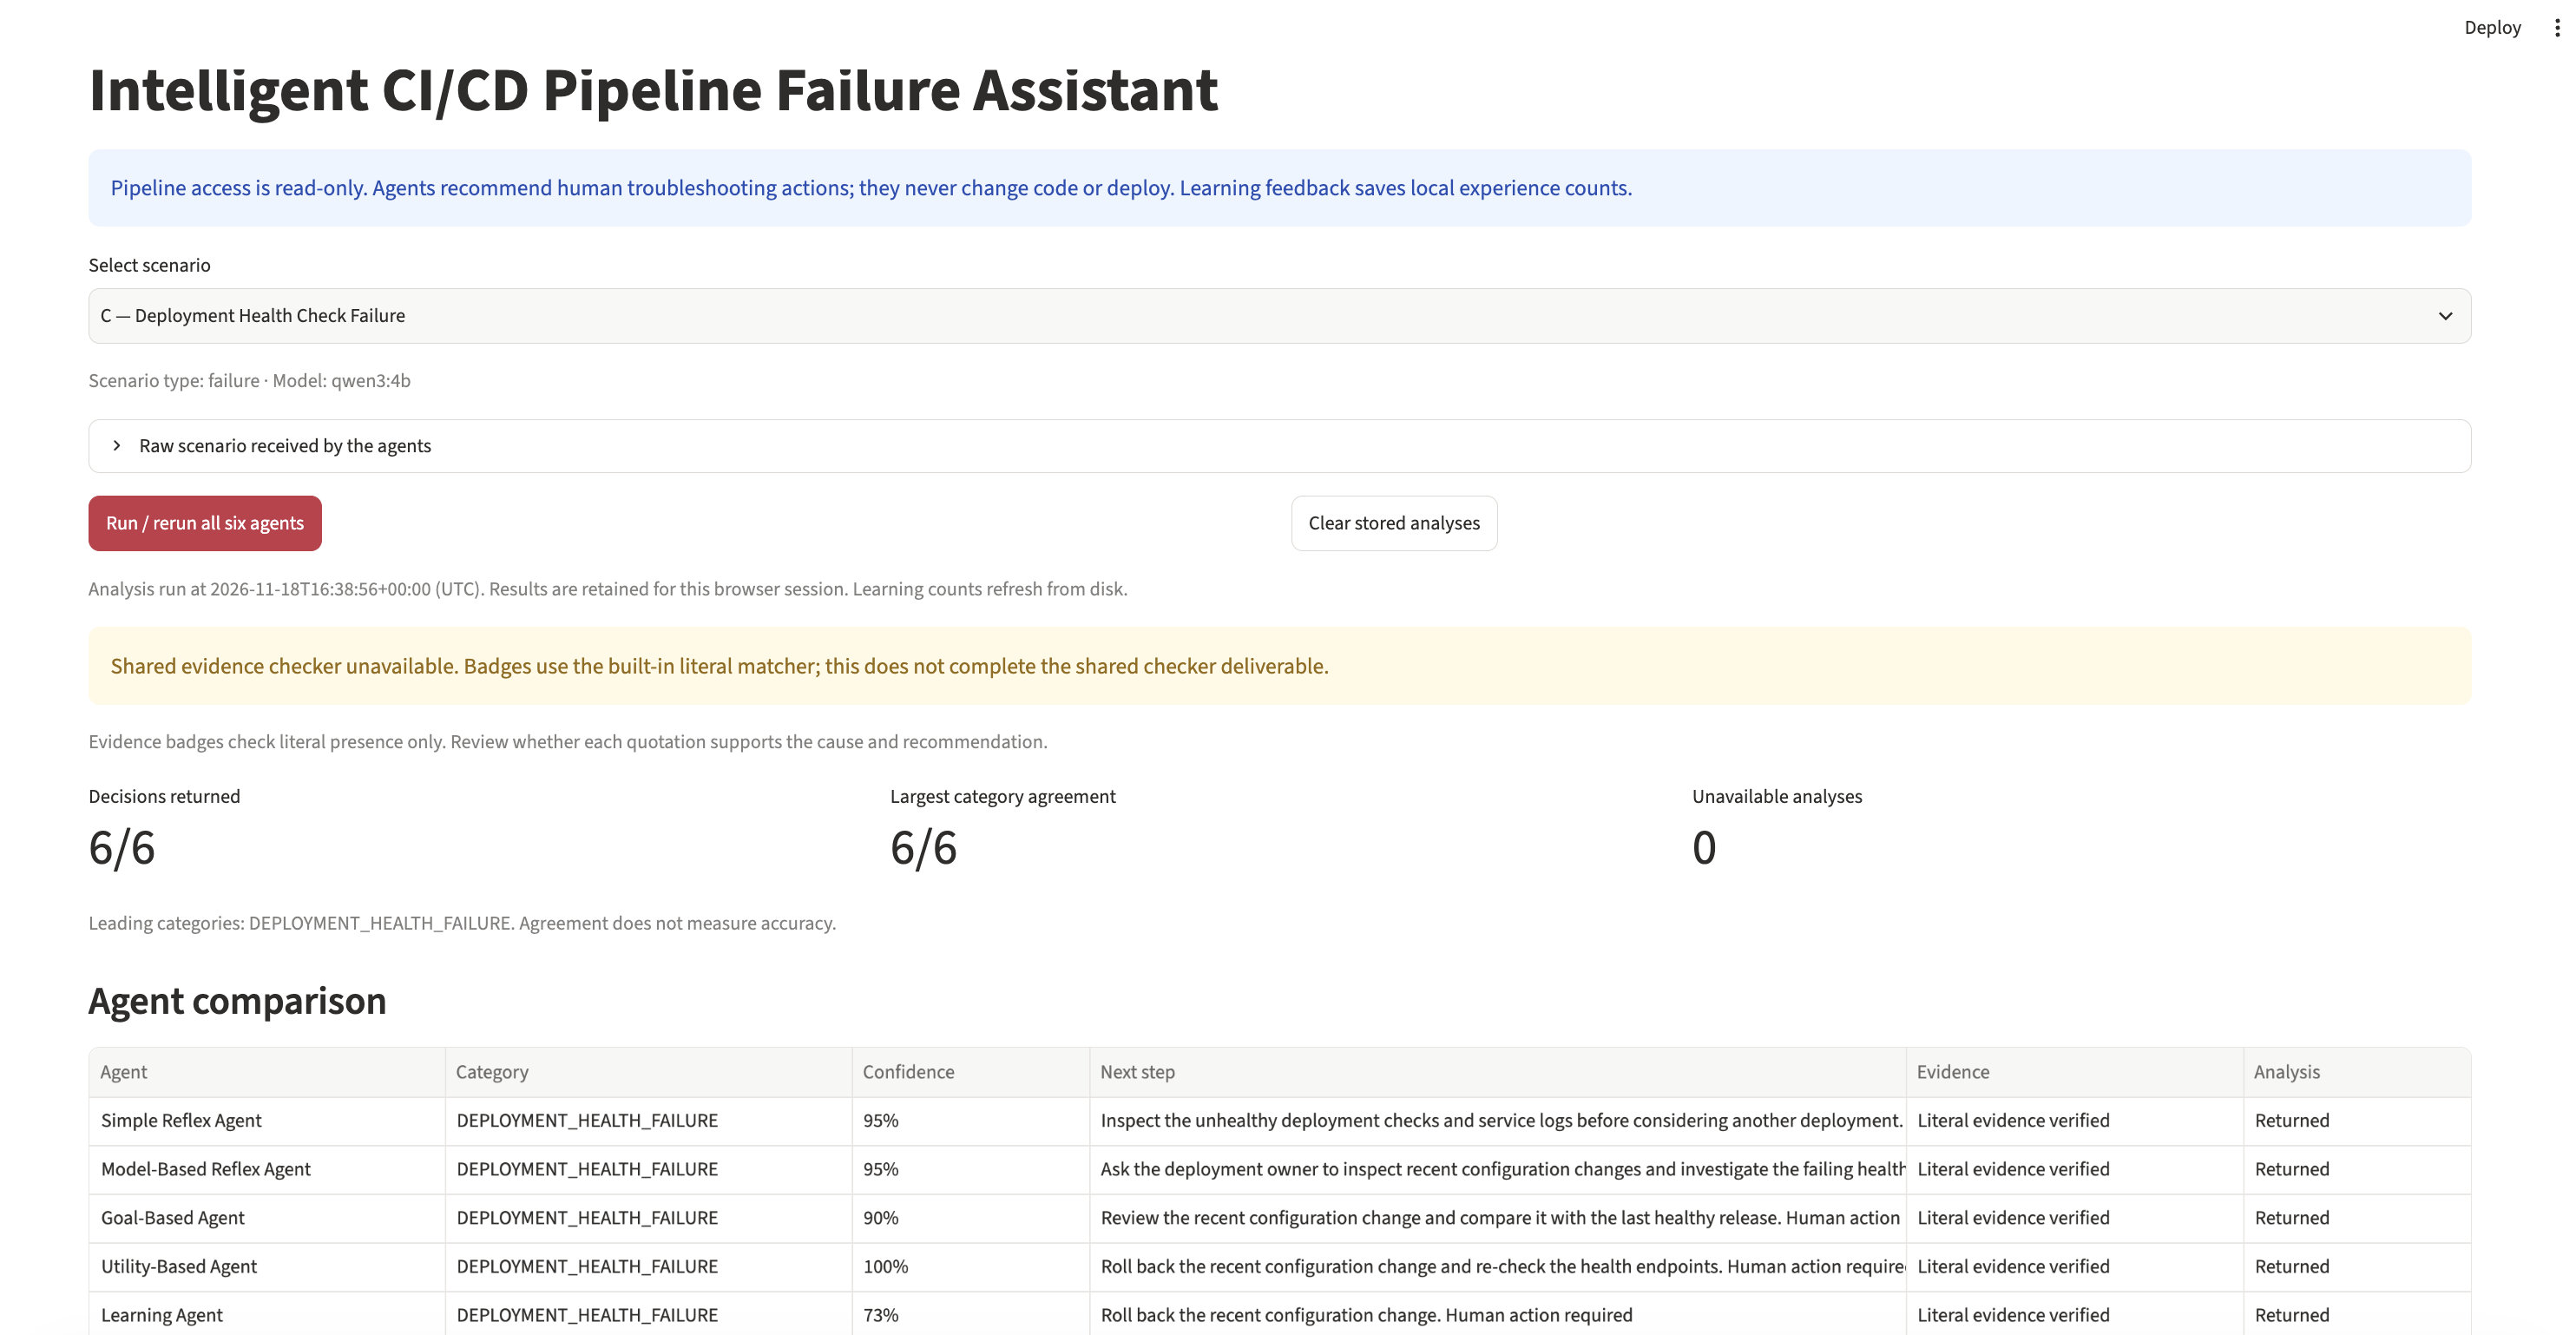 Deploy
Intelligent CI/CD Pipeline Failure Assistant
Pipeline access is read-only. Agents recommend human troubleshooting actions; they never change code or deploy. Learning feedback saves local experience counts.
Select scenario
C — Deployment Health Check Failure
Scenario type: failure · Model: qwen3:4b
Raw scenario received by the agents
Run / rerun all six agents
Clear stored analyses
Analysis run at 2026-11-18T16:38:56+00:00 (UTC). Results are retained for this browser session. Learning counts refresh from disk.
Shared evidence checker unavailable. Badges use the built-in literal matcher; this does not complete the shared checker deliverable.
Evidence badges check literal presence only. Review whether each quotation supports the cause and recommendation.
Decisions returned
6/6
Largest category agreement
6/6
Unavailable analyses
0
Leading categories: DEPLOYMENT_HEALTH_FAILURE. Agreement does not measure accuracy.
Agent comparison
Agent Category Confidence Next step Evidence Analysis
Simple Reflex Agent DEPLOYMENT_HEALTH_FAILURE 95% Inspect the unhealthy deployment checks and service logs before considering another deployment. Literal evidence verified Returned
Model-Based Reflex Agent DEPLOYMENT_HEALTH_FAILURE 95% Ask the deployment owner to inspect recent configuration changes and investigate the failing health Literal evidence verified Returned
Goal-Based Agent DEPLOYMENT_HEALTH_FAILURE 90% Review the recent configuration change and compare it with the last healthy release. Human action Literal evidence verified Returned
Utility-Based Agent DEPLOYMENT_HEALTH_FAILURE 100% Roll back the recent configuration change and re-check the health endpoints. Human action require Literal evidence verified Returned
Learning Agent DEPLOYMENT_HEALTH_FAILURE 73% Roll back the recent configuration change. Human action required Literal evidence verified Returned